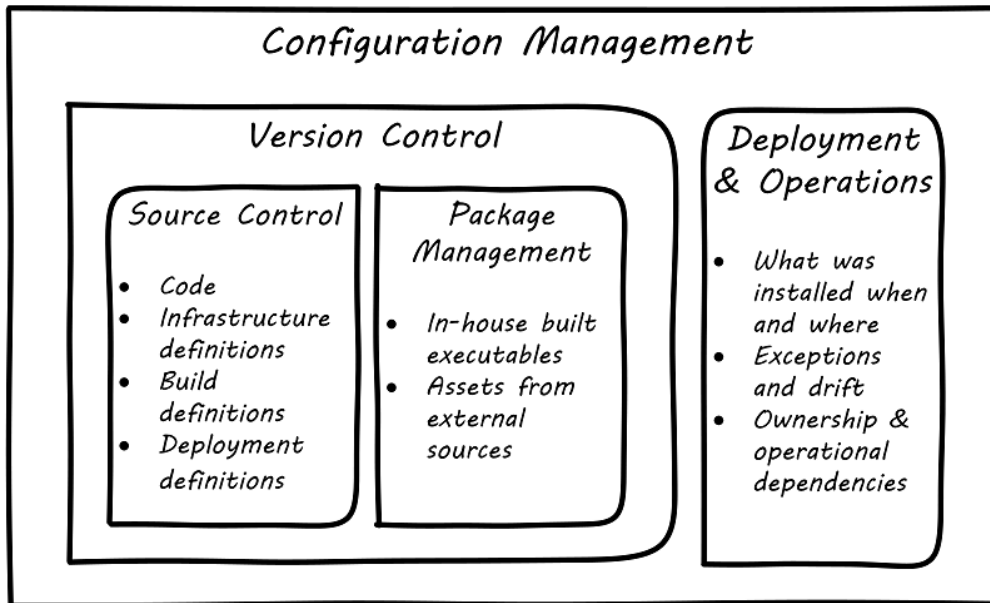 Configuration Management
Version Control
Source Control
• Code
• Infrastructure
definitions
• Build
definitions
• Deployment
definitions
Package
Management
• In-house built
executables
• Assets from
external
sources
Deployment
& Operations
• What was
installed when
and where
• Exceptions
and drift
• Ownership &
operational
dependencies